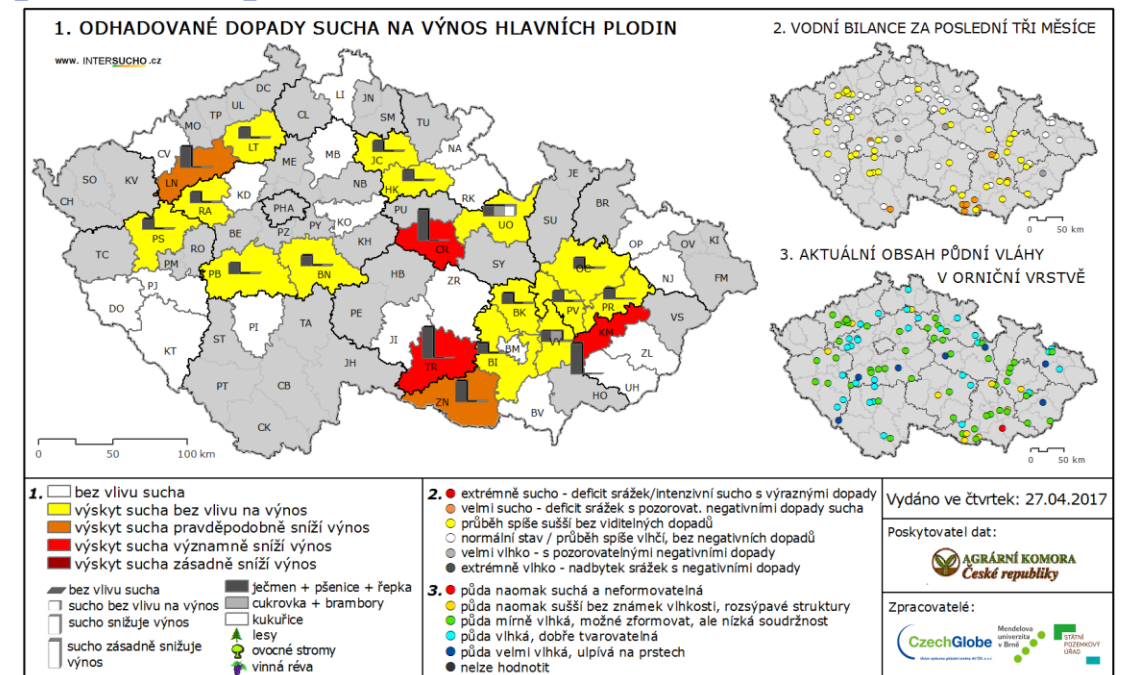 1. ODHADOVANÉ DOPADY SUCHA NA VÝNOS HLAVNÍCH PLODIN
www. INTERSUCHO .cz
DC
LI
JN
UL
TP
CL
SM
TU
MO
LT
CV
MB
JC
NA
ME
LN
SO
KV
KD
NB
HK
RK
JE
CH
RA
PHA
PU
UO
SU
BR
KO
PS
BE
PZ
PY
KH
CR
OP
OV
KI
TC
RO
PM
PB
BN
HB
SY
OC
NJ
FM
PJ
ZR
DO
PI
TA
PE
BK
PV
PR
VS
KT
ST
JI
BM
VY
KM
ZL
TR
BI
JH
PT
CB
ZN
UH
HO
BV
CK
0 50 100 km
2. VODNÍ BILANCE ZA POSLEDNÍ TŘI MĚSÍCE
0 50 km
3. AKTUÁLNÍ OBSAH PŮDNÍ VLÁHY
V ORNIČNÍ VRSTVĚ
0 50 km
1. bez vlivu sucha
výskyt sucha bez vlivu na výnos
výskyt sucha pravděpodobně sníží výnos
výskyt sucha významně sníží výnos
výskyt sucha zásadně sníží výnos
bez vlivu sucha
sucho bez vlivu na výnos
sucho snižuje výnos
sucho zásadně snižuje
výnos
ječmen + pšenice + řepka
cukrovka + brambory
kukuřice
lesy
ovocné stromy
vinná réva
2. extrémně sucho - deficit srážek/intenzivní sucho s výraznými dopady
velmi sucho - deficit srážek s pozorovat. negativními dopady sucha
průběh spíše sušší bez viditelných dopadů
normální stav / průběh spíše vlhčí, bez negativních dopadů
velmi vlhko - s pozorovatelnými negativními dopady
extrémně vlhko - nadbytek srážek s negativními dopady
3. půda naomak suchá a neformovatelná
půda naomak sušší bez známek vlhkosti, rozsýpavé struktury
půda mírně vlhká, možné zformovat, ale nízká soudržnost
půda vlhká, dobře tvarovatelná
půda velmi vlhká, ulpívá na prstech
nelze hodnotit
Vydáno ve čtvrtek: 27.04.2017
Poskytovatel dat:
AGRÁRNÍ KOMORA
České republiky
Zpracovatelé:
CzechGlobe
Mendelova
univerzita
v Brně
STÁTNÍ
POZEMKOVÝ
ÚŘAD